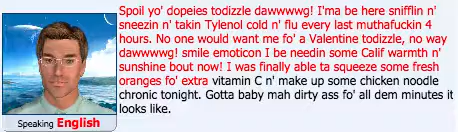 Spoil yo' dopeies todizzle dawwwwg! I'ma be here snifflin n'
sneezin n' takin Tylenol cold n' flu every last muthafuckin 4
hours. No one would want me fo' a Valentine todizzle, no way
dawwwwg! smile emoticon I be needin some Calif warmth n'
sunshine bout now! I was finally able ta squeeze some fresh
oranges fo' extra vitamin C n' make up some chicken noodle
chronic tonight. Gotta baby mah dirty ass fo' all dem minutes it
looks like.
Speaking English